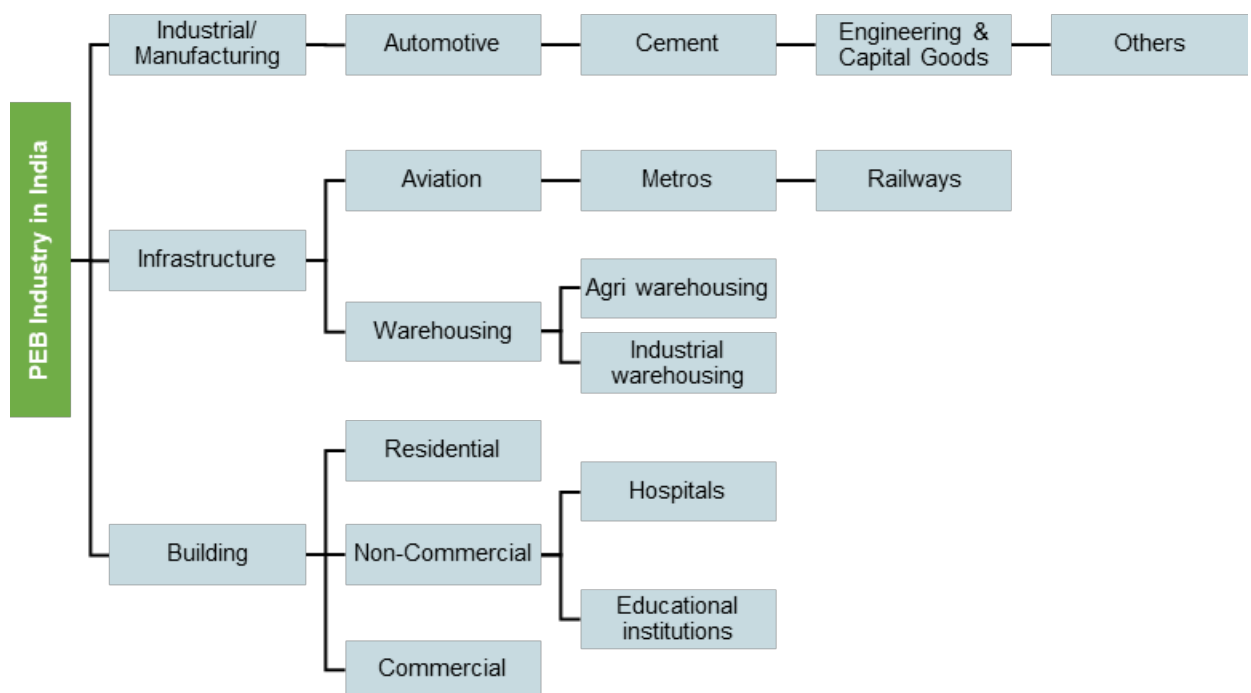 PEB Industry in India
Industrial/
Manufacturing
Automotive
Cement
Engineering &
Capital Goods
Others
Infrastructure
Aviation
Metros
Railways
Warehousing
Agri warehousing
Industrial
warehousing
Building
Residential
Non-Commercial
Hospitals
Educational
institutions
Commercial